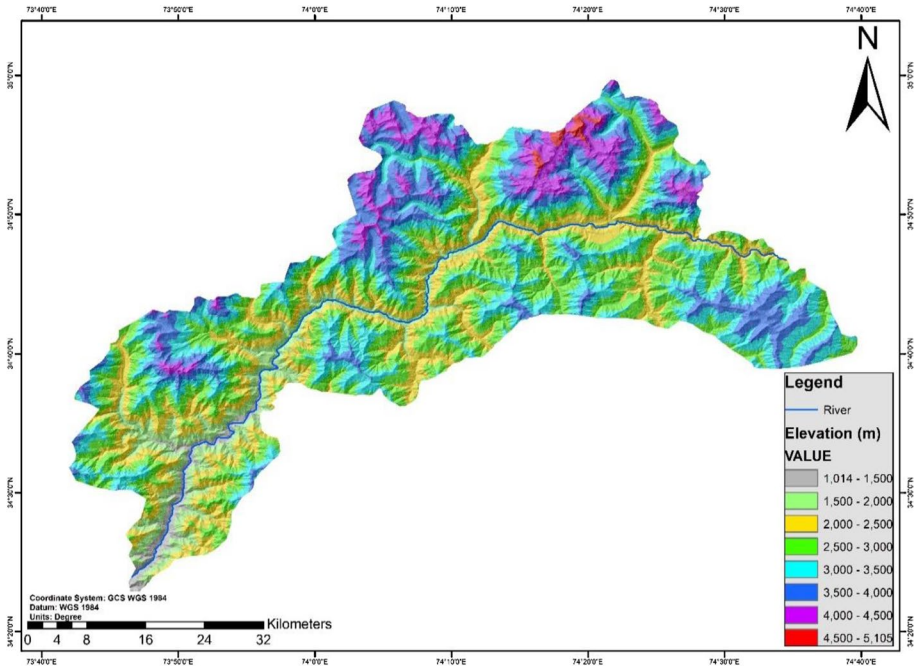 73°40'0"E 73°50'0"E 74°0'0"E 74°10'0"E 74°20'0"E 74°30'0"E 74°40'0"E
N
35°0'0"N
35°0'0"N
34°50'0"N
34°50'0"N
34°40'0"N
34°40'0"N
34°30'0"N
34°30'0"N
34°20'0"N
34°20'0"N
Legend
River
Elevation (m)
VALUE
1,014 - 1,500
1,500 - 2,000
2,000 - 2,500
2,500 - 3,000
3,000 - 3,500
3,500 - 4,000
4,000 - 4,500
4,500 - 5,105
Coordinate System: GCS WGS 1984
Datum: WGS 1984
Units: Degree
Kilometers
0 4 8 16 24 32
73°40'0"E 73°50'0"E 74°0'0"E 74°10'0"E 74°20'0"E 74°30'0"E 74°40'0"E